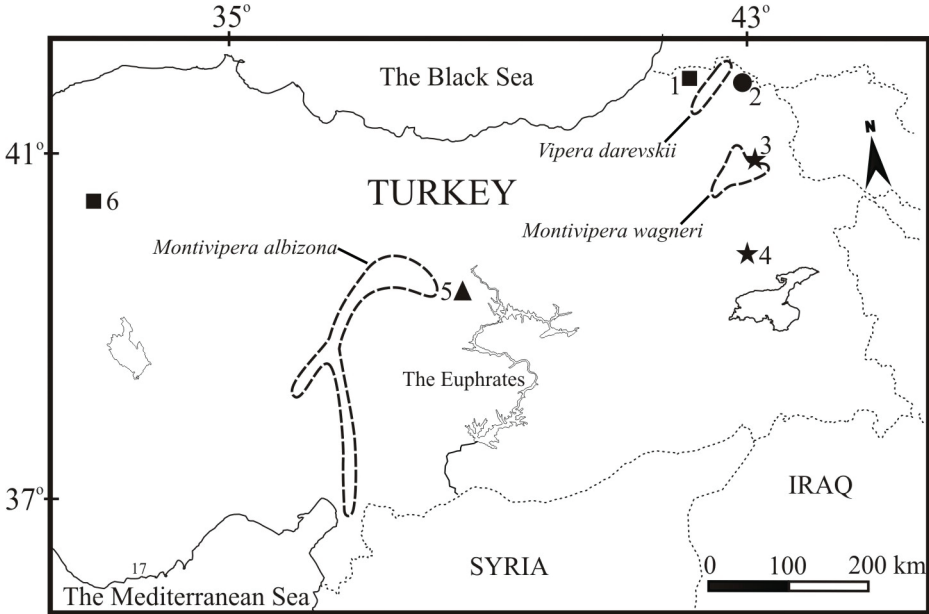 35°
43°
The Black Sea
1
2
Vipera darevskii
N
41°
3
TURKEY
6
Montivipera wagneri
Montivipera albizona
4
5
The Euphrates
37°
IRAQ
17
SYRIA
0 100 200 km
The Mediterranean Sea